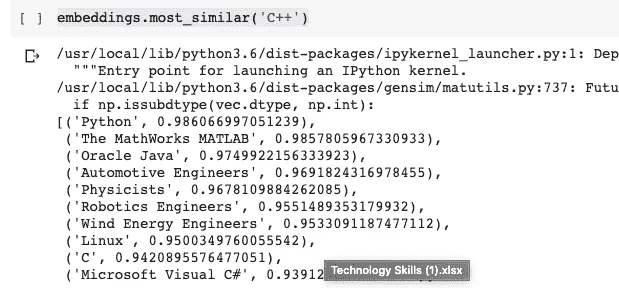 [ ] embeddings.most_similar('C++')
/usr/local/lib/python3.6/dist-packages/ipykernel_launcher.py:1: Dep
"""Entry point for launching an IPython kernel.
/usr/local/lib/python3.6/dist-packages/gensim/matutils.py:737: Futu
if np.issubdtype(vec.dtype, np.int):
[('Python', 0.986066997051239),
('The MathWorks MATLAB', 0.9857805967330933),
('Oracle Java', 0.9749922156333923),
('Automotive Engineers', 0.9691824316978455),
('Physicists', 0.9678109884262085),
('Robotics Engineers', 0.9551489353179932),
('Wind Energy Engineers', 0.9533091187477112),
('Linux', 0.9500349760055542),
('C', 0.9420895576477051),
('Microsoft Visual C#', 0.93912
Technology Skills (1).xlsx